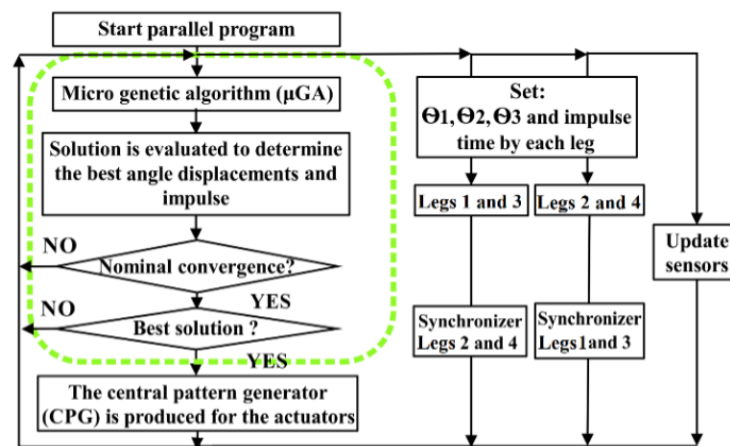 Start parallel program
Micro genetic algorithm (μGA)
Solution is evaluated to determine
the best angle displacements and
impulse
NO
Nominal convergence?
YES
NO
Best solution ?
YES
The central pattern generator
(CPG) is produced for the actuators
Set:
Θ1,Θ2,Θ3 and impulse
time by each leg
Legs 1 and 3
Legs 2 and 4
Synchronizer
Legs 2 and 4
Synchronizer
Legs1and 3
Update
sensors